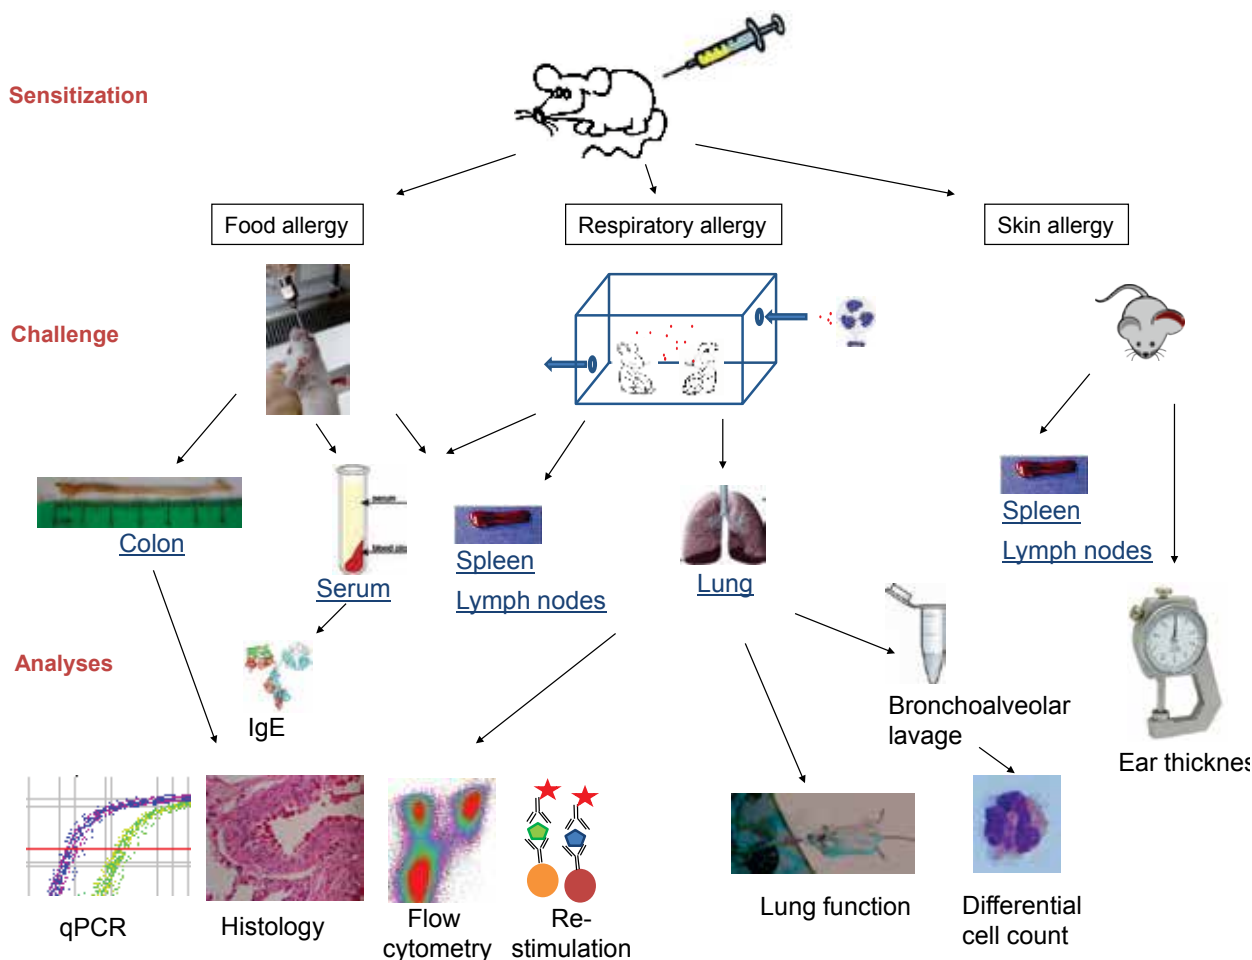 Sensitization
Food allergy
Respiratory allergy
Skin allergy
Challenge
serum
Colon
Serum
Spleen
Lymph nodes
Lung
Spleen
Lymph nodes
Analyses
IgE
Bronchoalveolar
lavage
Ear thicknes
qPCR
Histology
Flow
cytometry
Re-
stimulation
Lung function
Differential
cell count